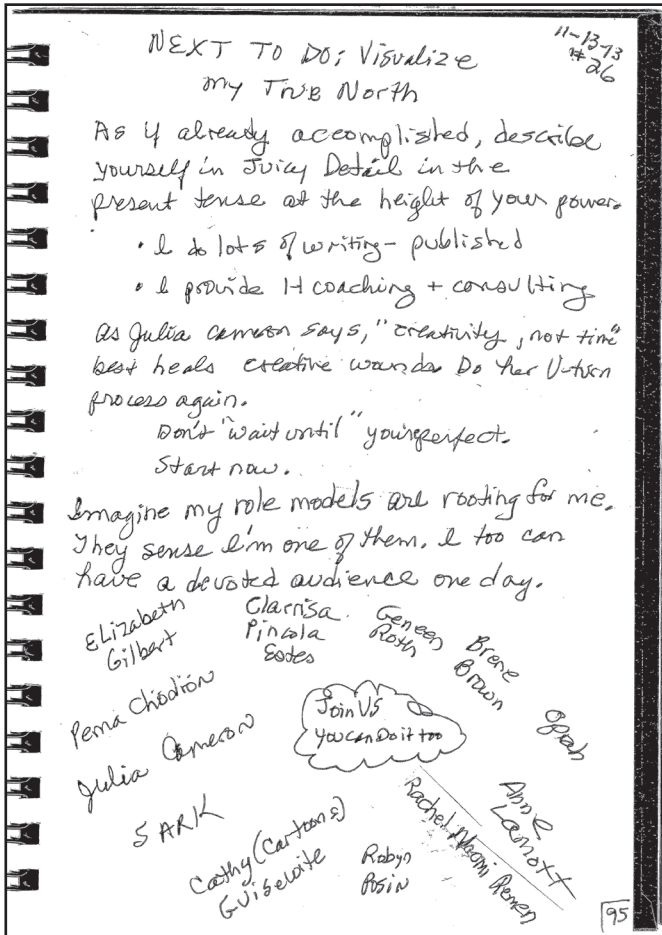 11-13-13
#26
NEXT TO DO: Visualize
my True North
As if already accomplished, describe
yourself in Juicy Detail in the
present tense at the height of your power.
• I do lots of writing - published
• I provide H coaching + consulting
As Julia Cameron says, "creativity, not time"
best heals creative wounds. Do her U-turn
process again.
Don't "wait until" you're perfect.
Start now.
Imagine my role models are rooting for me.
They sense I'm one of them. I too can
have a devoted audience one day.
Elizabeth
Gilbert
Clarrisa
Pincola
Estes
Geneen
Roth
Brene
Brown
Oprah
Pema Chodron
Join US
You can Do it too
Julia Cameron
Anne
Lamott
SARK
Rachel Naomi Remen
Cathy (Cartoons)
Guisewite
Robyn
Posin
95